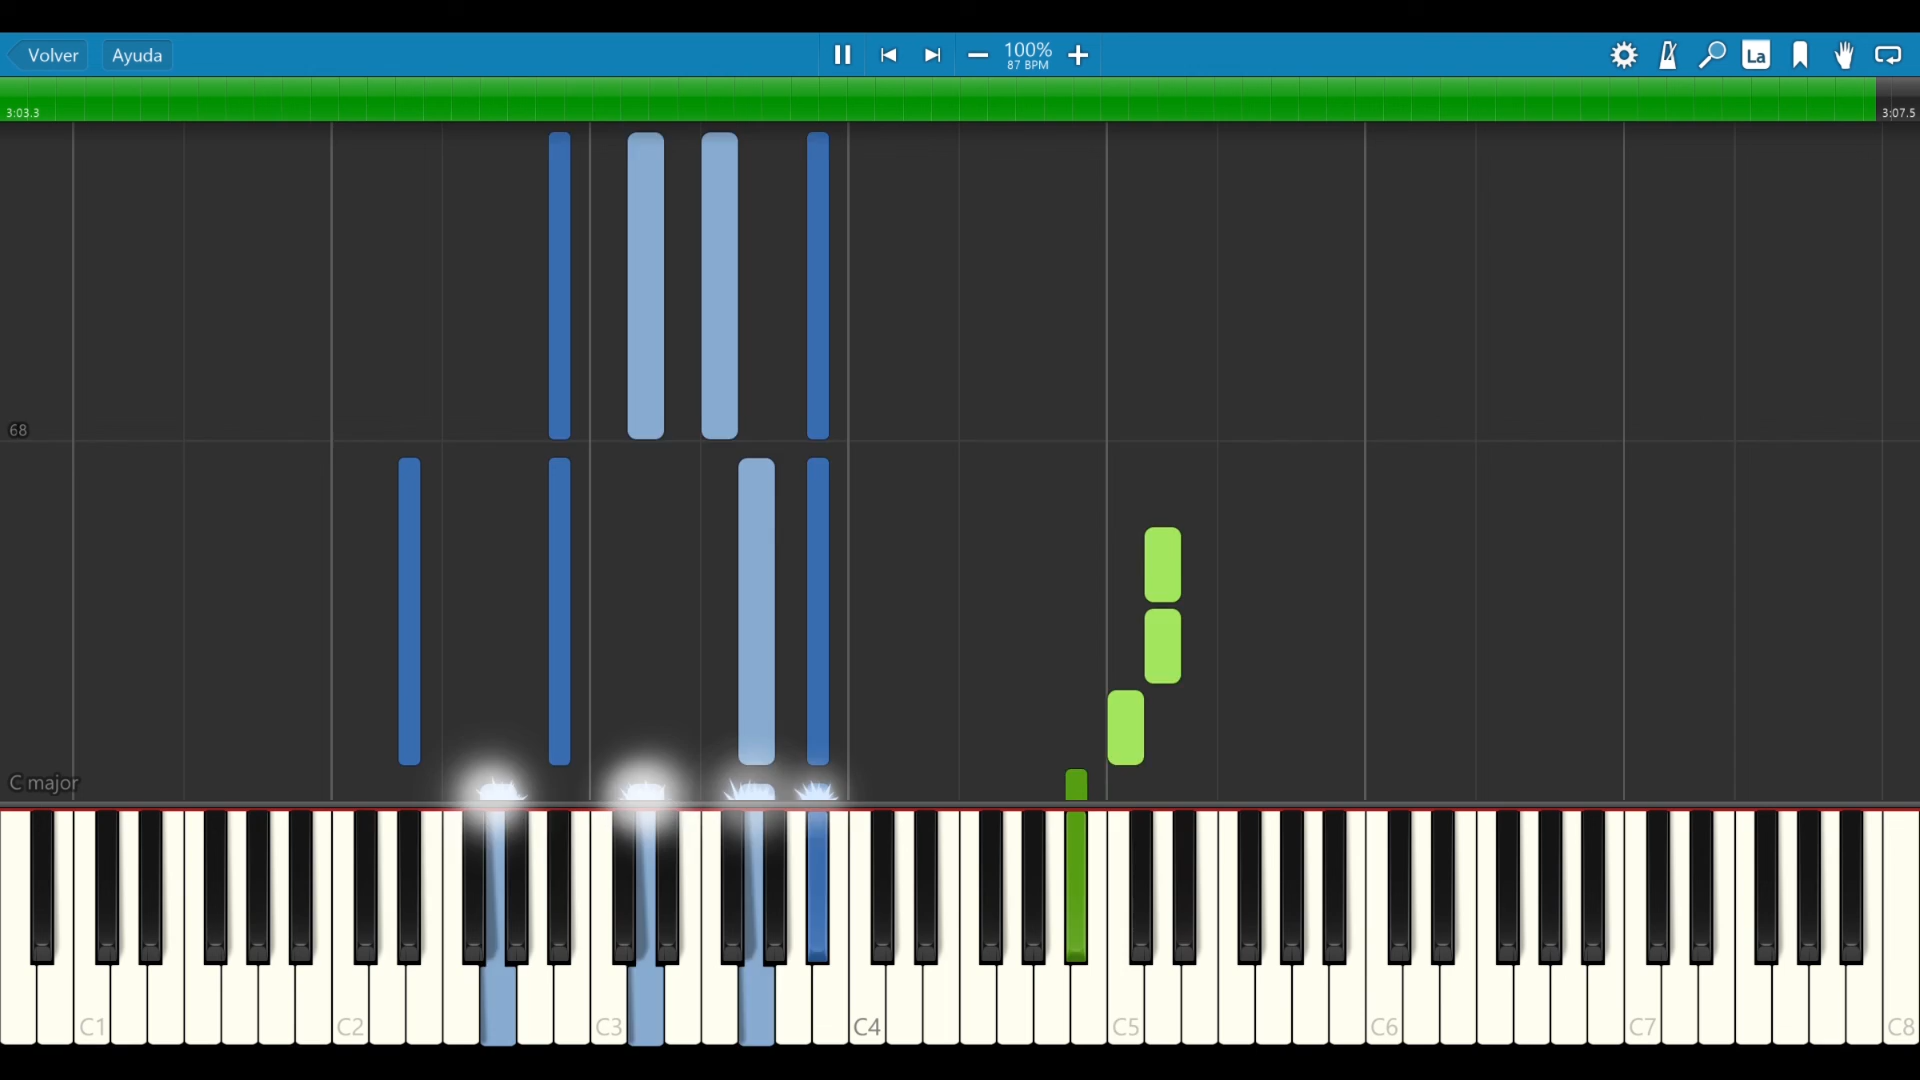 Volver
Ayuda
100%
87 BPM
La
3:03.3
3:07.5
68
C major
C1
C2
C3
C4
C5
C6
C7
C8